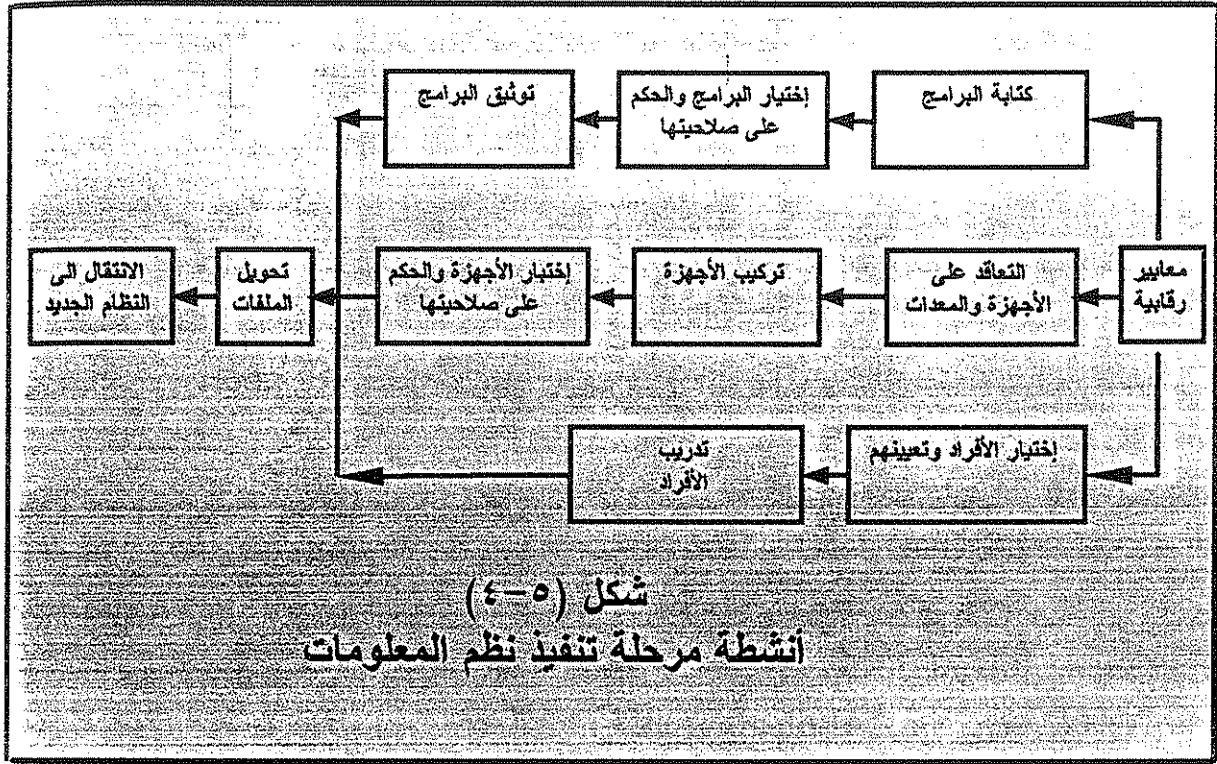 كتابة البرامج
إختيار البرامج والحكم
على صلاحيتها
توثيق البرامج
معايير
رقابية
التعاقد على
الأجهزة والمعدات
تركيب الأجهزة
إختبار الأجهزة والحكم
على صلاحيتها
تحويل
الملفات
الانتقال الى
النظام الجديد
إختيار الأفراد وتعيينهم
تدريب
الأفراد
شكل (٥-٤)
أنشطة مرحلة تنفيذ نظم المعلومات